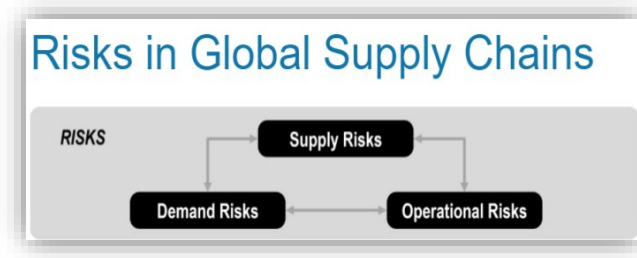 Risks in Global Supply Chains
RISKS
Supply Risks
Demand Risks
Operational Risks